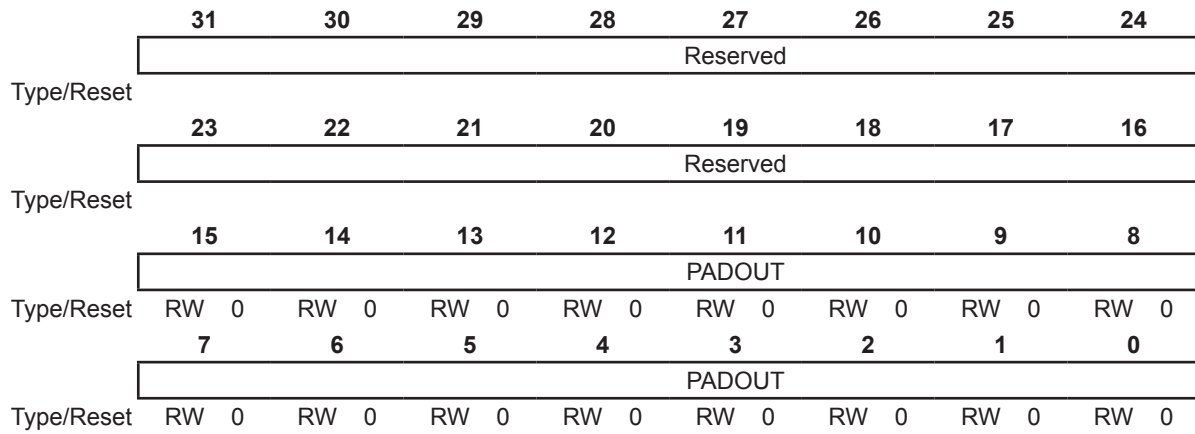 31 30 29 28 27 26 25 24
Reserved
Type/Reset
23 22 21 20 19 18 17 16
Reserved
Type/Reset
15 14 13 12 11 10 9 8
PADOUT
Type/Reset RW 0 RW 0 RW 0 RW 0 RW 0 RW 0 RW 0 RW 0
7 6 5 4 3 2 1 0
PADOUT
Type/Reset RW 0 RW 0 RW 0 RW 0 RW 0 RW 0 RW 0 RW 0